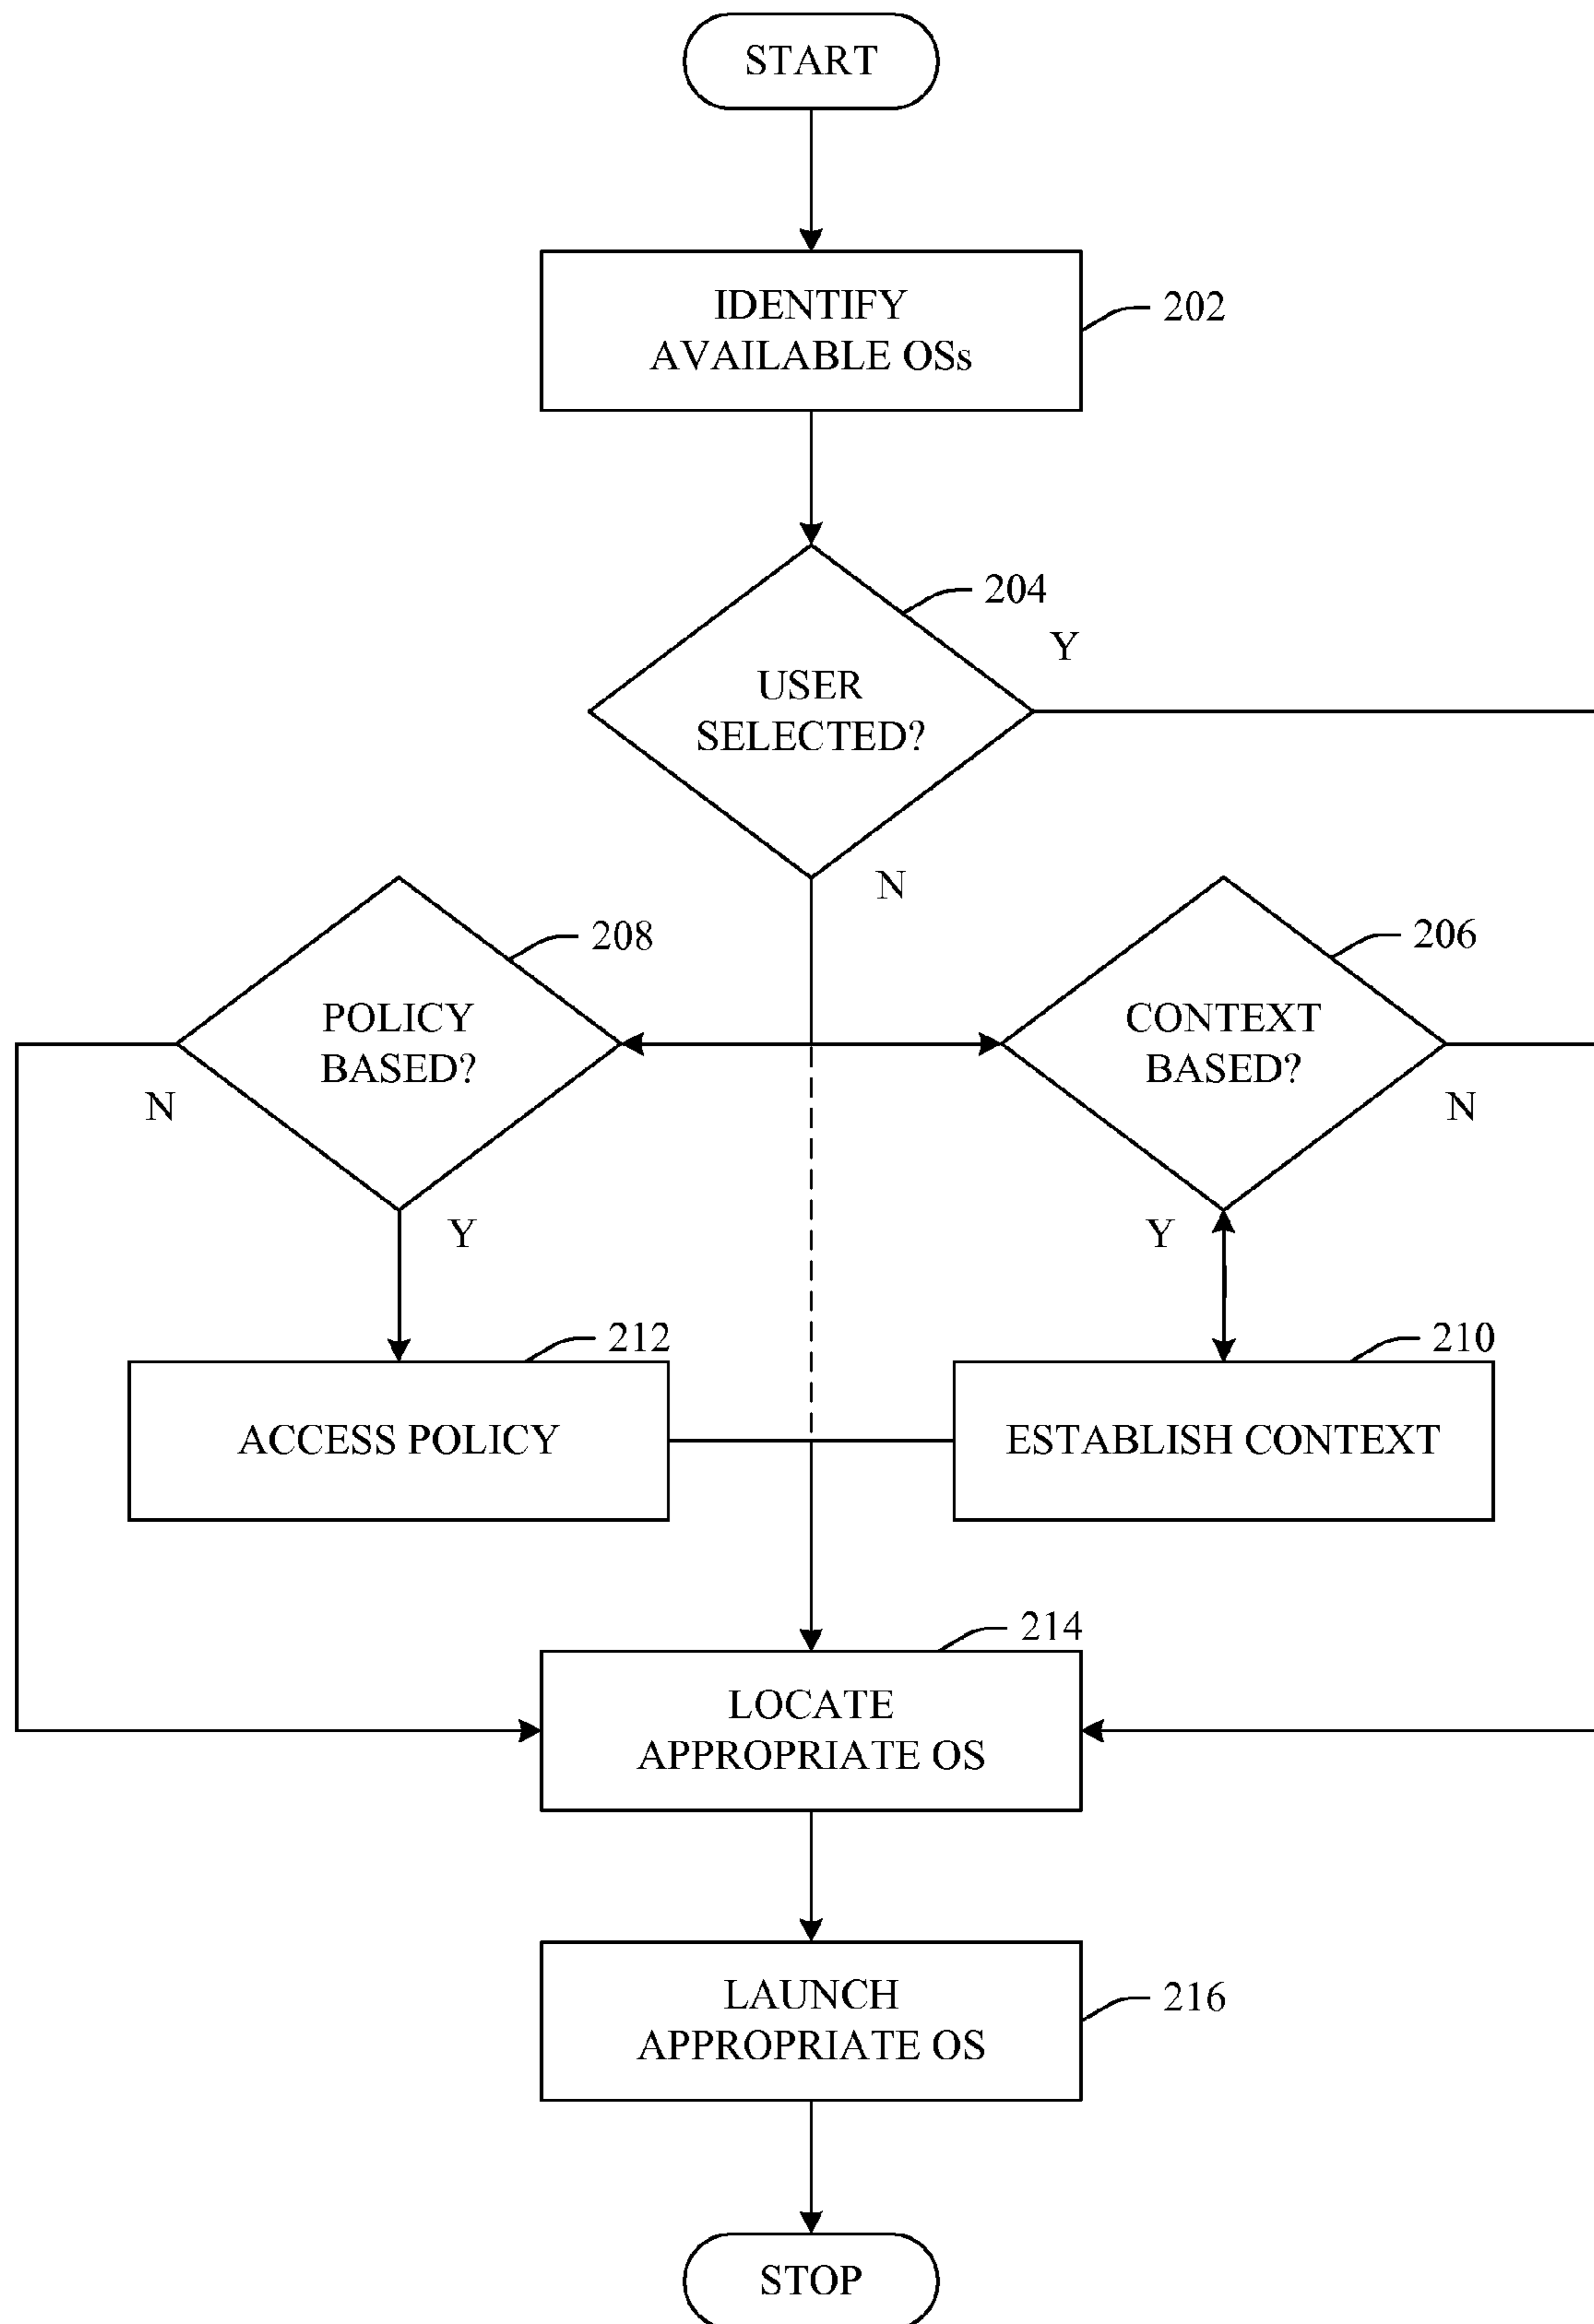 START
IDENTIFY
AVAILABLE OSs
202
204
Y
USER
SELECTED?
N
208
206
POLICY
BASED?
CONTEXT
BASED?
N
N
Y
Y
212
210
ACCESS POLICY
ESTABLISH CONTEXT
214
LOCATE
APPROPRIATE OS
LAUNCH
APPROPRIATE OS
216
STOP